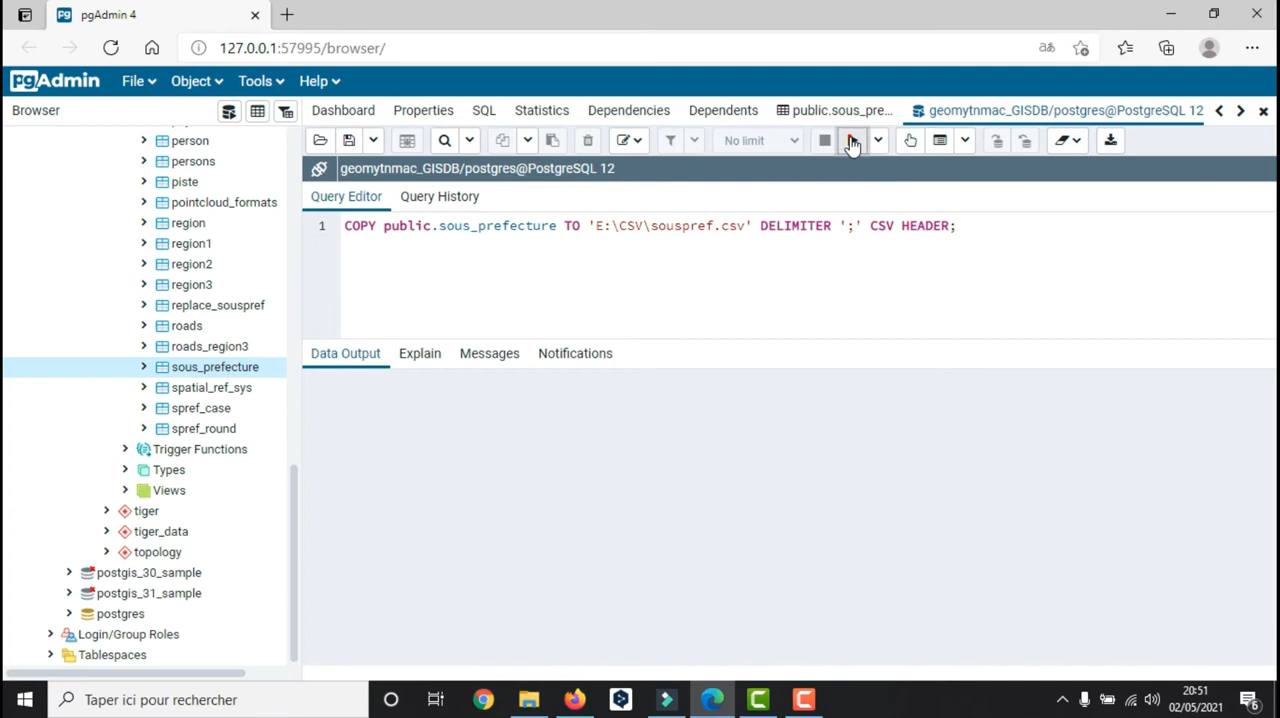 pgAdmin 4
127.0.0.1:57995/browser/
pgAdmin File Object Tools Help
Browser
Dashboard Properties SQL Statistics Dependencies Dependents public.sous_pre... geomytnmac_GISDB/postgres@PostgreSQL 12
No limit
geomytnmac_GISDB/postgres@PostgreSQL 12
Query Editor Query History
1 COPY public.sous_prefecture TO 'E:\CSV\souspref.csv' DELIMITER ';' CSV HEADER;
Data Output Explain Messages Notifications
person
persons
piste
pointcloud_formats
region
region1
region2
region3
replace_souspref
roads
roads_region3
sous_prefecture
spatial_ref_sys
spref_case
spref_round
Trigger Functions
Types
Views
tiger
tiger_data
topology
postgis_30_sample
postgis_31_sample
postgres
Login/Group Roles
Tablespaces
Taper ici pour rechercher
20:51
02/05/2021
6